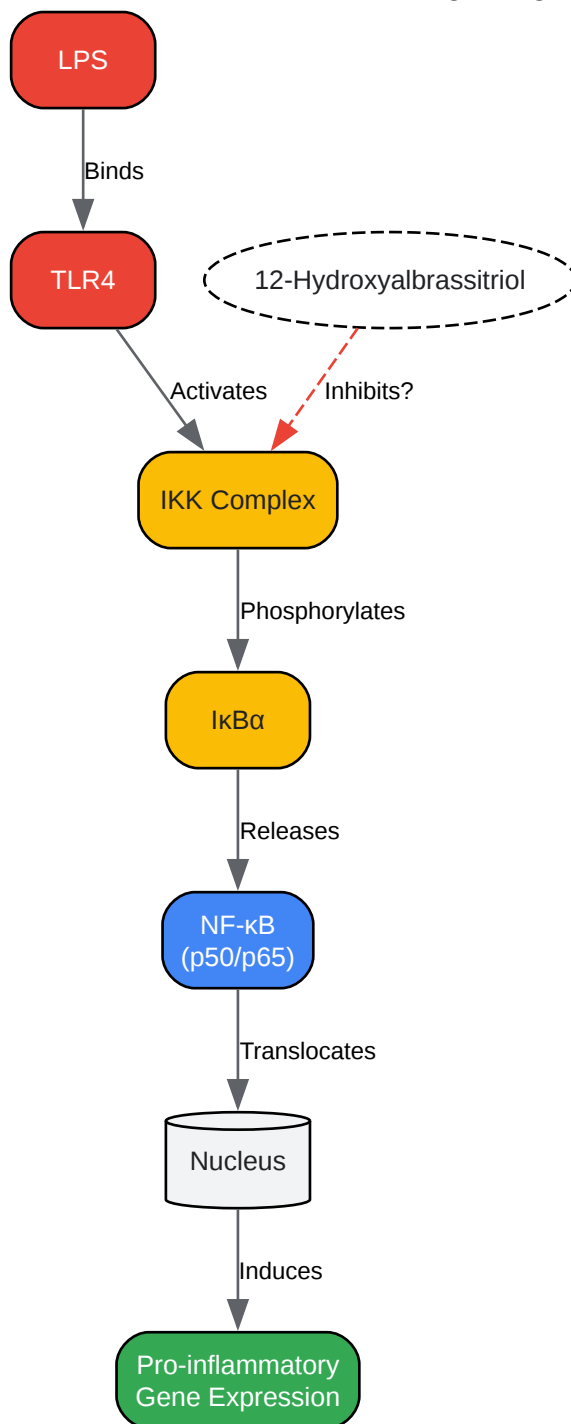 LPS
Binds
TLR4
12-Hydroxyalbrassitriol
Activates
Inhibits?
IKK Complex
Phosphorylates
IκBα
Releases
NF-κB
(p50/p65)
Translocates
Nucleus
Induces
Pro-inflammatory
Gene Expression